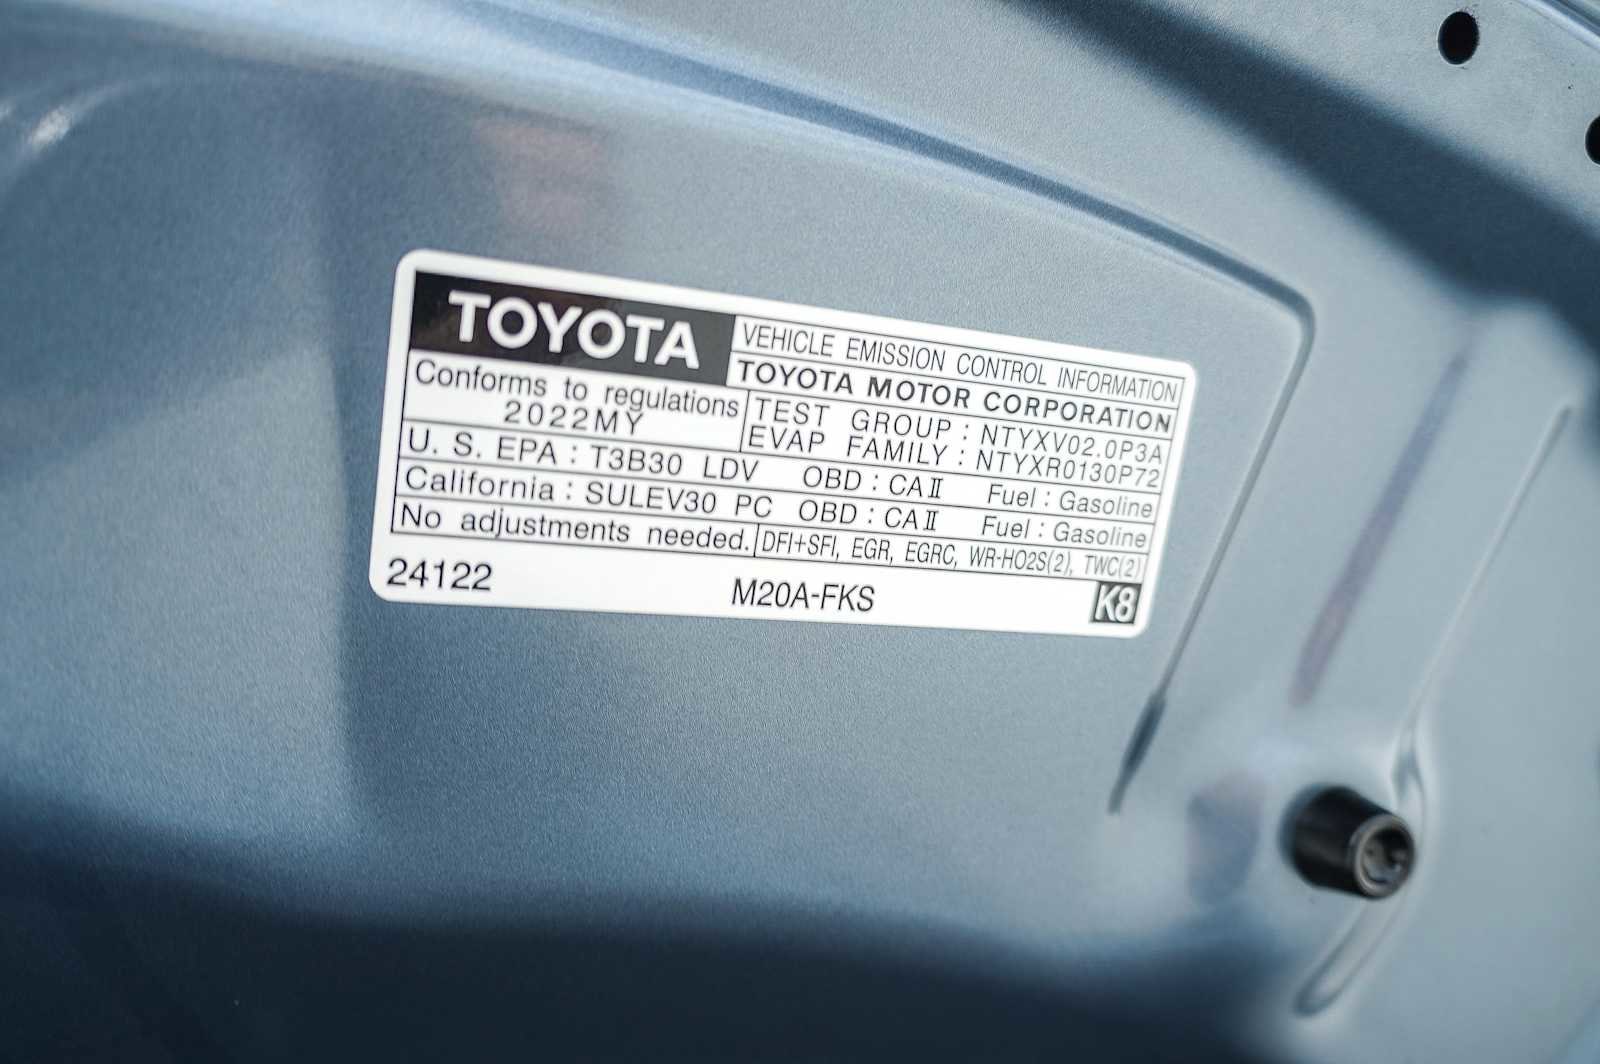 TOYOTA
VEHICLE EMISSION CONTROL INFORMATION
TOYOTA MOTOR CORPORATION
Conforms to regulations
2022MY
TEST GROUP : NTYXV02.0P3A
EVAP FAMILY : NTYXR0130P72
U. S. EPA : T3B30 LDV OBD : CAⅡ Fuel : Gasoline
California : SULEV30 PC OBD : CAⅡ Fuel : Gasoline
No adjustments needed. DFI+SFI, EGR, EGRC, WR-HO2S(2), TWC(2)
24122 M20A-FKS K8